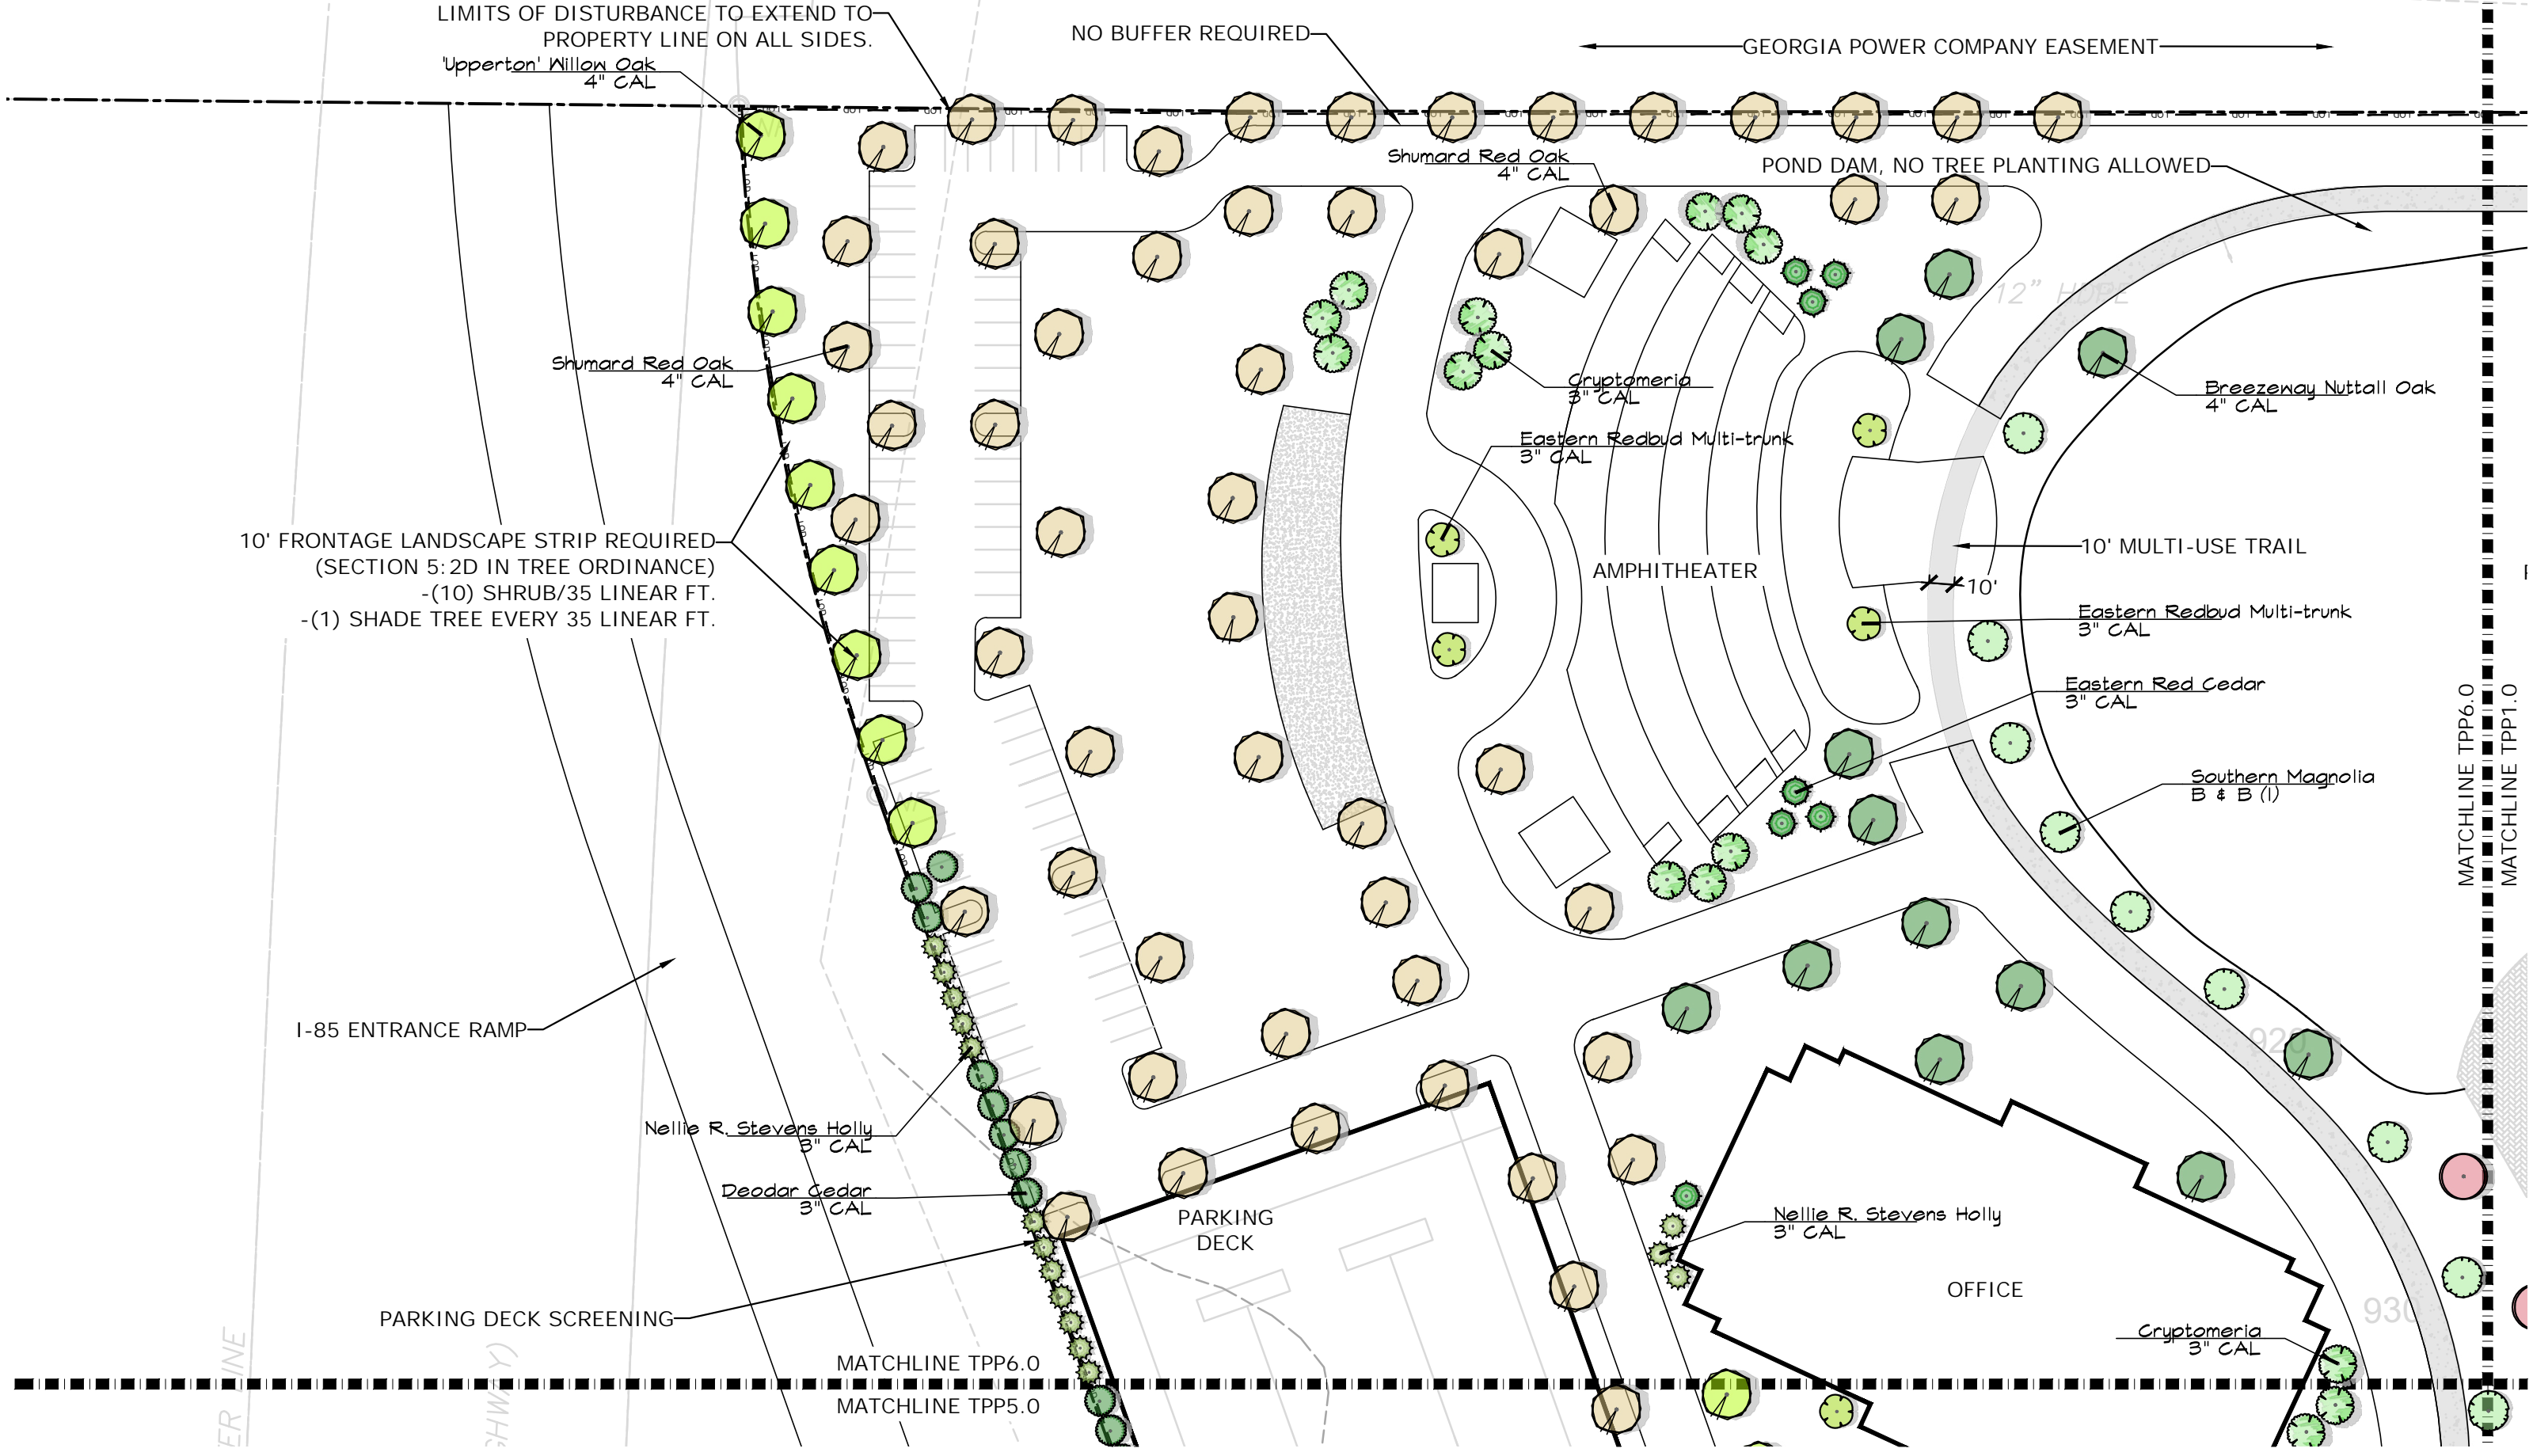 LIMITS OF DISTURBANCE TO EXTEND TO
PROPERTY LINE ON ALL SIDES.
NO BUFFER REQUIRED
GEORGIA POWER COMPANY EASEMENT
'Upperton' Willow Oak
4" CAL
Shumard Red Oak
4" CAL
POND DAM, NO TREE PLANTING ALLOWED
12" HDPE
Shumard Red Oak
4" CAL
Cryptomeria
3" CAL
Breezeway Nuttall Oak
4" CAL
Eastern Redbud Multi-trunk
3" CAL
10' FRONTAGE LANDSCAPE STRIP REQUIRED
(SECTION 5:2D IN TREE ORDINANCE)
-(10) SHRUB/35 LINEAR FT.
-(1) SHADE TREE EVERY 35 LINEAR FT.
AMPHITHEATER
10' MULTI-USE TRAIL
10'
Eastern Redbud Multi-trunk
3" CAL
Eastern Red Cedar
3" CAL
MATCHLINE TPP6.0
MATCHLINE TPP1.0
Southern Magnolia
B & B (1)
I-85 ENTRANCE RAMP
920
Nellie R. Stevens Holly
3" CAL
Deodar Cedar
3" CAL
PARKING
DECK
Nellie R. Stevens Holly
3" CAL
OFFICE
PARKING DECK SCREENING
930
Cryptomeria
3" CAL
MATCHLINE TPP6.0
MATCHLINE TPP5.0
LINE